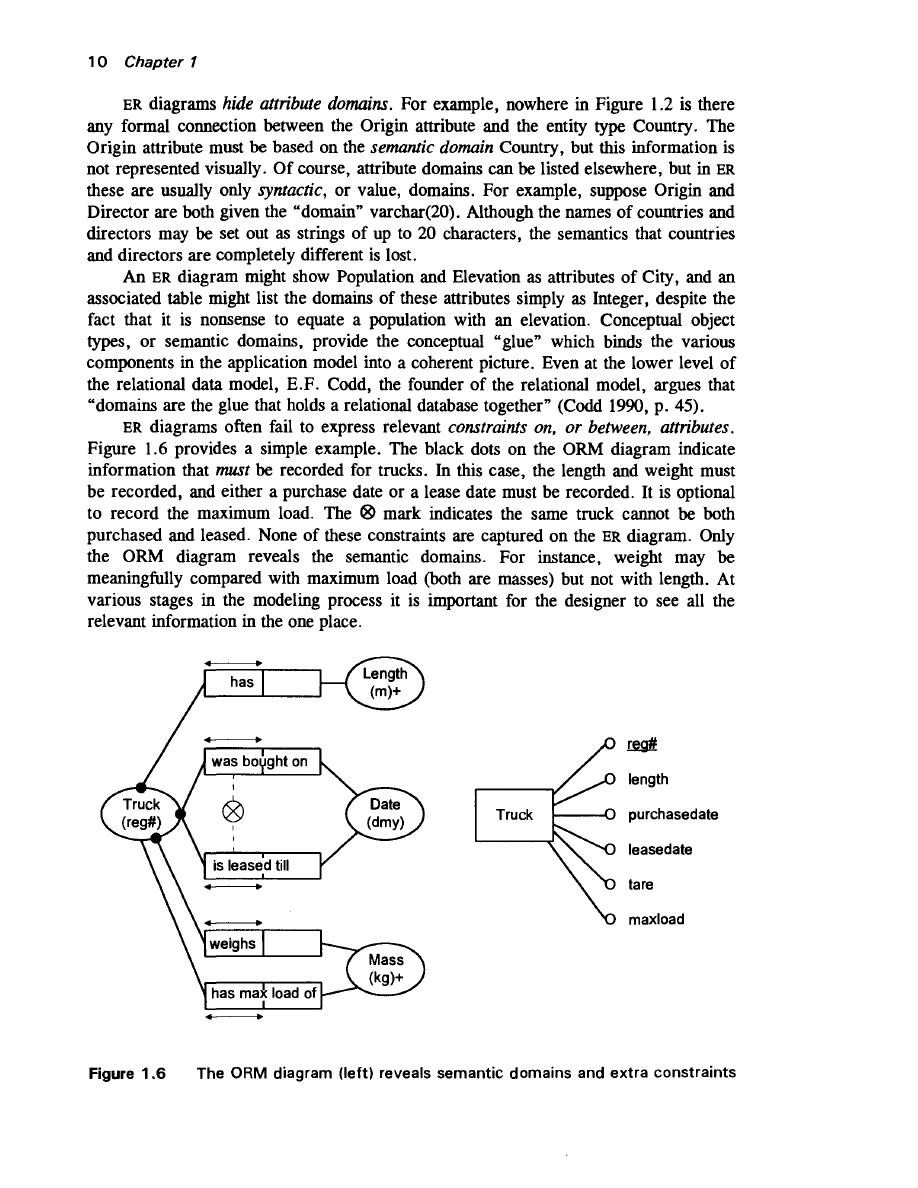 10 Chapter 1
ER diagrams hide attribute domains. For example, nowhere in Figure 1.2 is there
any formal connection between the Origin attribute and the entity type Country. The
Origin attribute must be based on the semantic domain Country, but this information is
not represented visually. Of course, attribute domains can be listed elsewhere, but in ER
these are usually only syntactic, or value, domains. For example, suppose Origin and
Director are both given the “domain” varchar(20). Although the names of countries and
directors may be set out as strings of up to 20 characters, the semantics that countries
and directors are completely different is lost.
An ER diagram might show Population and Elevation as attributes of City, and an
associated table might list the domains of these attributes simply as Integer, despite the
fact that it is nonsense to equate a population with an elevation. Conceptual object
types, or semantic domains, provide the conceptual “glue” which binds the various
components in the application model into a coherent picture. Even at the lower level of
the relational data model, E.F. Codd, the founder of the relational model, argues that
“domains are the glue that holds a relational database together” (Codd 1990, p. 45).
ER diagrams often fail to express relevant constraints on, or between, attributes.
Figure 1.6 provides a simple example. The black dots on the ORM diagram indicate
information that must be recorded for trucks. In this case, the length and weight must
be recorded, and either a purchase date or a lease date must be recorded. It is optional
to record the maximum load. The ⊗ mark indicates the same truck cannot be both
purchased and leased. None of these constraints are captured on the ER diagram. Only
the ORM diagram reveals the semantic domains. For instance, weight may be
meaningfully compared with maximum load (both are masses) but not with length. At
various stages in the modeling process it is important for the designer to see all the
relevant information in the one place.
has
Length
(m)+
was bought on
Truck
(reg#)
Date
(dmy)
is leased till
weighs
Mass
(kg)+
has max load of
Truck
reg#
length
purchasedate
leasedate
tare
maxload
Figure 1.6 The ORM diagram (left) reveals semantic domains and extra constraints